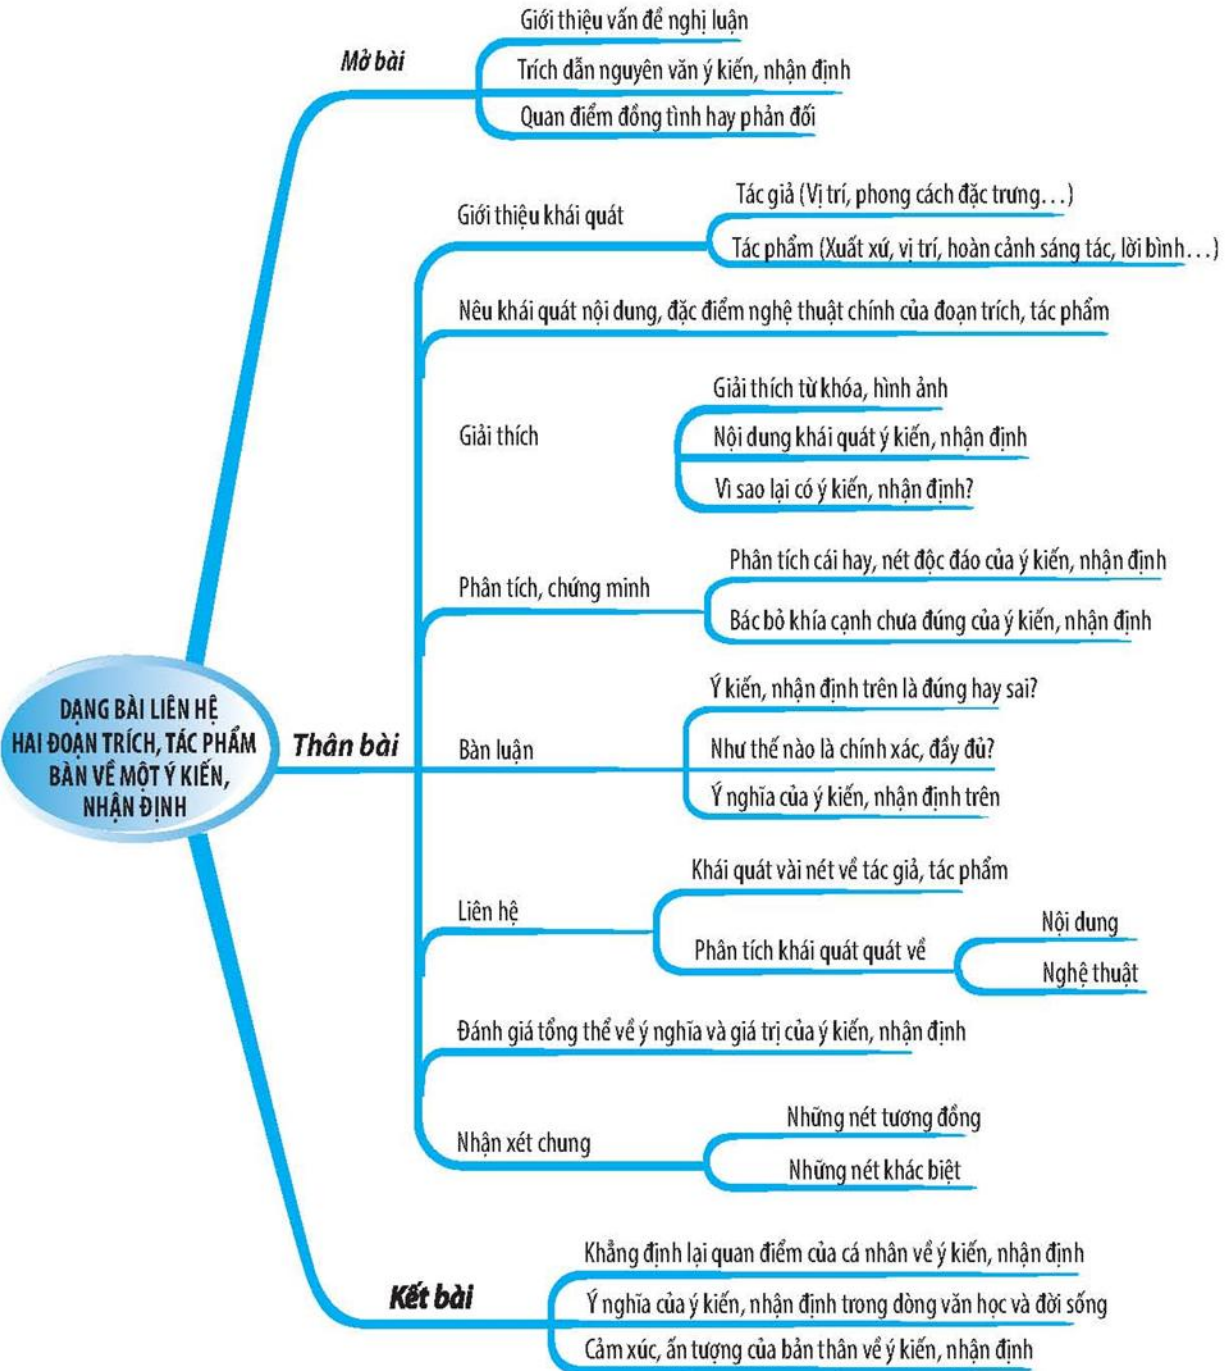 Mở bài
Giới thiệu vấn đề nghị luận
Trích dẫn nguyên văn ý kiến, nhận định
Quan điểm đồng tình hay phản đối
DẠNG BÀI LIÊN HỆ
HAI ĐOẠN TRÍCH, TÁC PHẨM
BÀN VỀ MỘT Ý KIẾN,
NHẬN ĐỊNH
Thân bài
Giới thiệu khái quát
Tác giả (Vị trí, phong cách đặc trưng…)
Tác phẩm (Xuất xứ, vị trí, hoàn cảnh sáng tác, lời bình…)
Nêu khái quát nội dung, đặc điểm nghệ thuật chính của đoạn trích, tác phẩm
Giải thích
Giải thích từ khóa, hình ảnh
Nội dung khái quát ý kiến, nhận định
Vì sao lại có ý kiến, nhận định?
Phân tích, chứng minh
Phân tích cái hay, nét độc đáo của ý kiến, nhận định
Bác bỏ khía cạnh chưa đúng của ý kiến, nhận định
Bàn luận
Ý kiến, nhận định trên là đúng hay sai?
Như thế nào là chính xác, đầy đủ?
Ý nghĩa của ý kiến, nhận định trên
Liên hệ
Khái quát vài nét về tác giả, tác phẩm
Phân tích khái quát quát về
Nội dung
Nghệ thuật
Đánh giá tổng thể về ý nghĩa và giá trị của ý kiến, nhận định
Nhận xét chung
Những nét tương đồng
Những nét khác biệt
Kết bài
Khẳng định lại quan điểm của cá nhân về ý kiến, nhận định
Ý nghĩa của ý kiến, nhận định trong dòng văn học và đời sống
Cảm xúc, ấn tượng của bản thân về ý kiến, nhận định